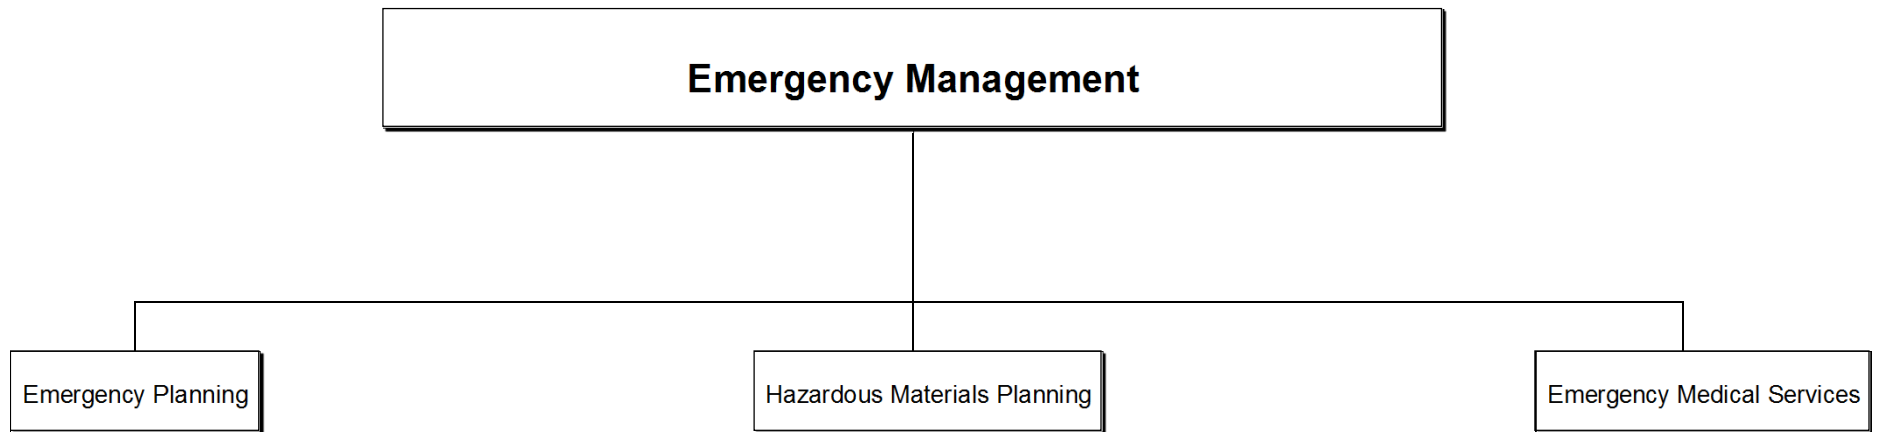 Emergency Management
Emergency Planning
Hazardous Materials Planning
Emergency Medical Services